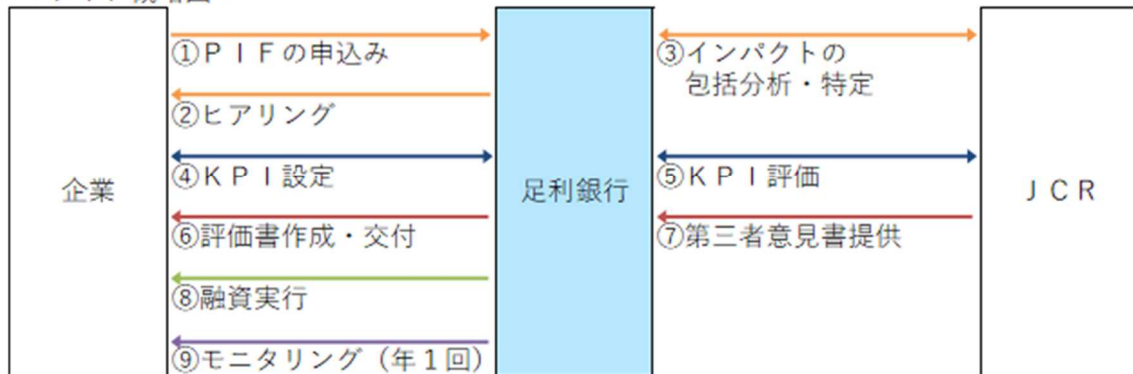 企業
①ＰＩＦの申込み
②ヒアリング
④ＫＰＩ設定
⑥評価書作成・交付
⑧融資実行
⑨モニタリング（年１回）
足利銀行
③インパクトの
包括分析・特定
⑤ＫＰＩ評価
⑦第三者意見書提供
ＪＣＲ